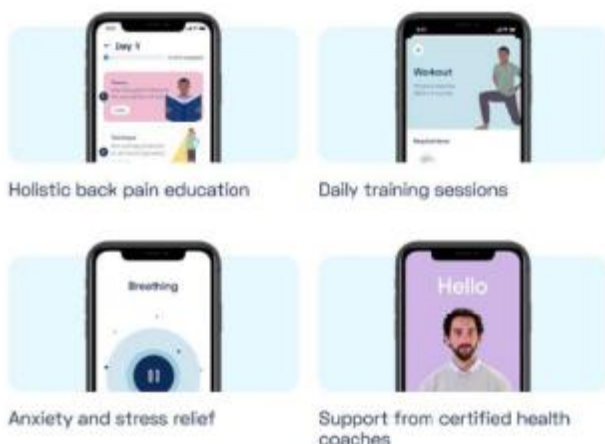 ← Day 1
Holistic back pain education
Workout
Daily training sessions
Breathing
Anxiety and stress relief
Hello
Support from certified health
coaches